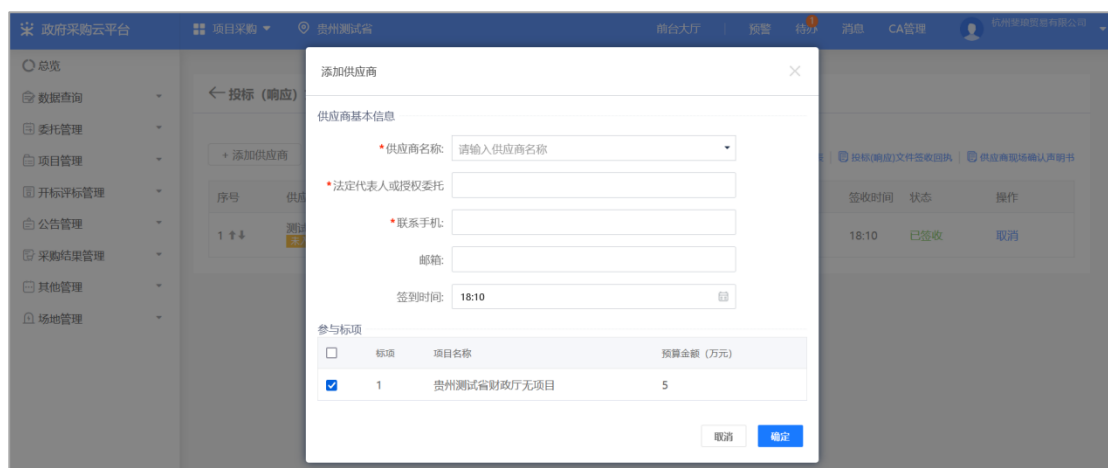 政府采购云平台 项目采购 贵州测试省 前台大厅 预警 待办 1 消息 CA管理
总览
数据查询
委托管理
项目管理
开标评标管理
公告管理
采购结果管理
其他管理
场地管理
投标（响应）
+ 添加供应商
投标(响应)文件签收回执 供应商现场确认声明书
序号 供应 签收时间 状态 操作
1 测试 18:10 已签收 取消
添加供应商
供应商基本信息
*供应商名称: 请输入供应商名称
*法定代表人或授权委托
*联系手机:
邮箱:
签到时间: 18:10
参与标项
标项 项目名称 预算金额（万元）
1 贵州测试省财政厅无项目 5
取消 确定